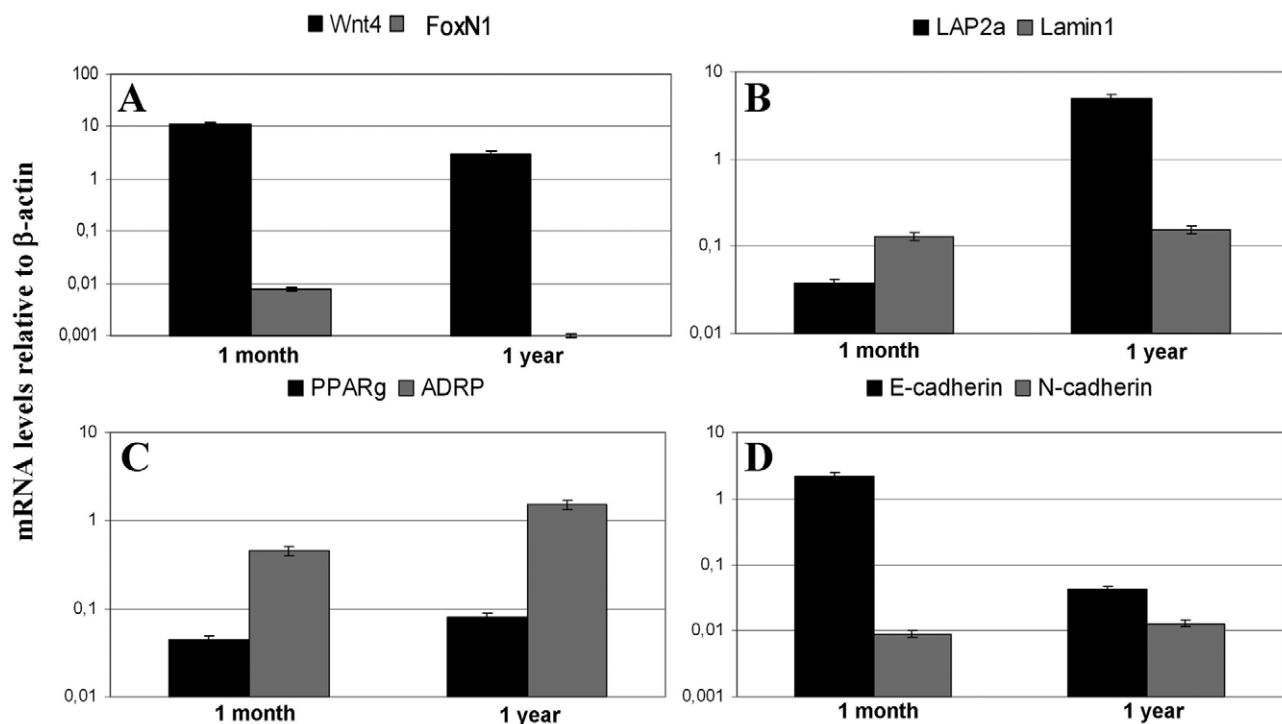 mRNA levels relative to β-actin
Wnt4 FoxN1
A
100
10
1
0,1
0,01
0,001
1 month 1 year
LAP2a Lamin1
B
10
1
0,1
0,01
1 month 1 year
PPARg ADRP
C
10
1
0,1
0,01
1 month 1 year
E-cadherin N-cadherin
D
10
1
0,1
0,01
0,001
1 month 1 year